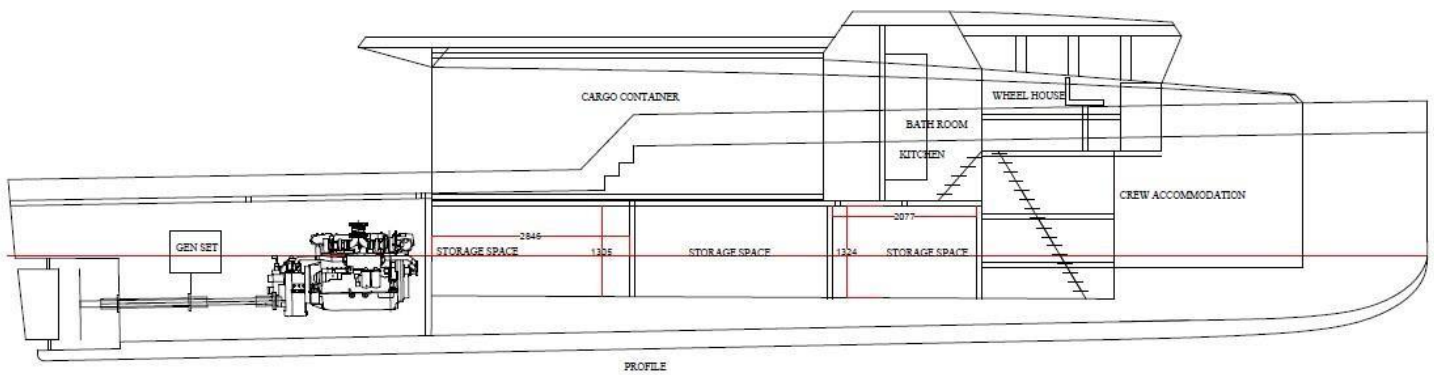 CARGO CONTAINER
WHEEL HOUSE
BATH ROOM
KITCHEN
CREW ACCOMMODATION
2077
2846
GEN SET
STORAGE SPACE
1325
STORAGE SPACE
1324
STORAGE SPACE
PROFILE